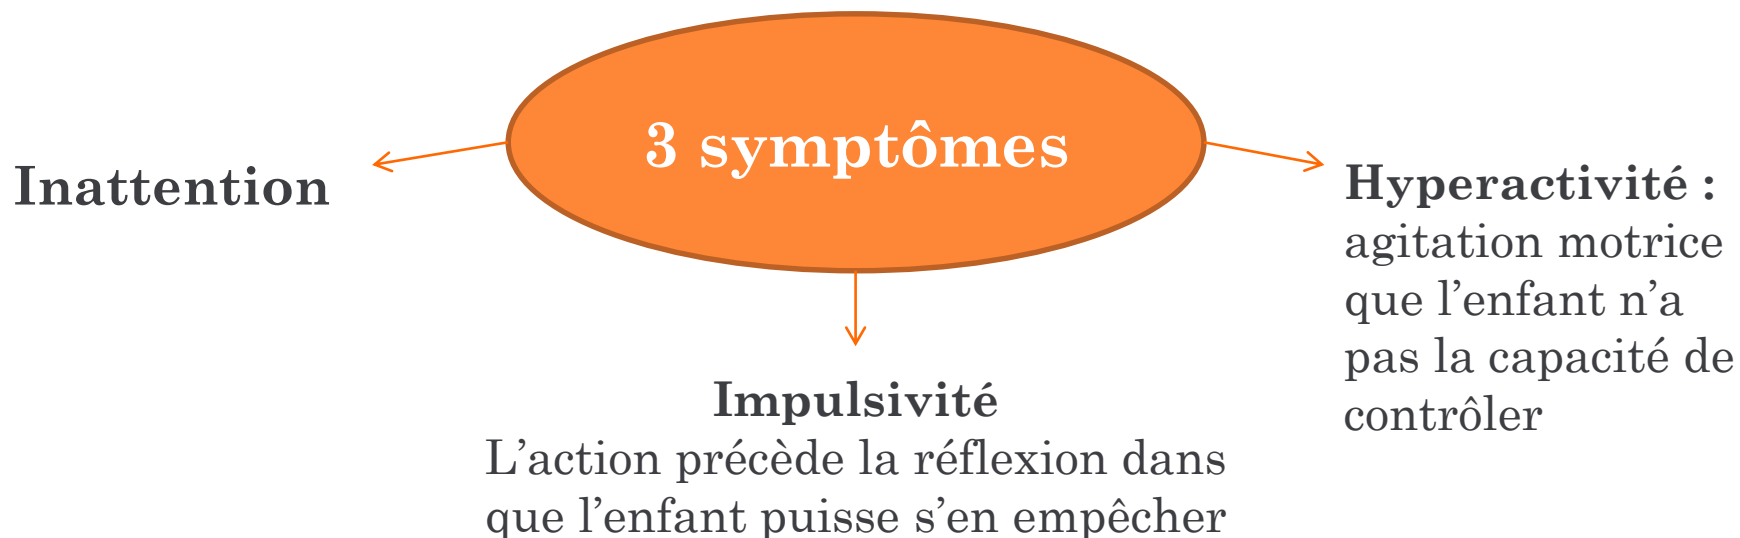 3 symptômes
Inattention
Hyperactivité :
agitation motrice
que l’enfant n’a
pas la capacité de
contrôler
Impulsivité
L’action précède la réflexion dans
que l’enfant puisse s’en empêcher